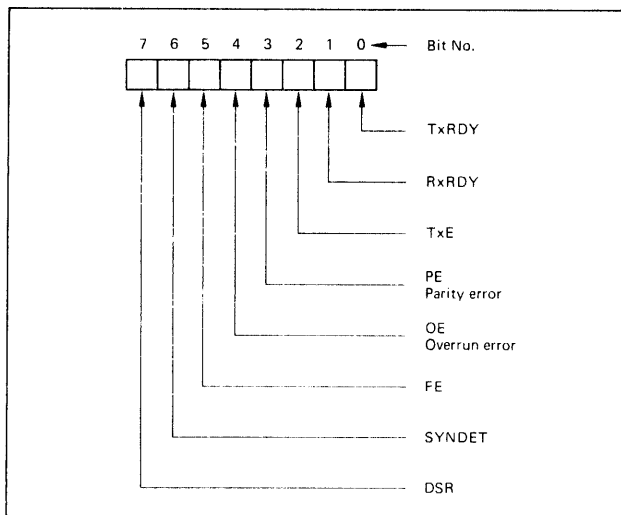 7 6 5 4 3 2 1 0 Bit No.
TxRDY
RxRDY
TxE
PE
Parity error
OE
Overrun error
FE
SYNDET
DSR